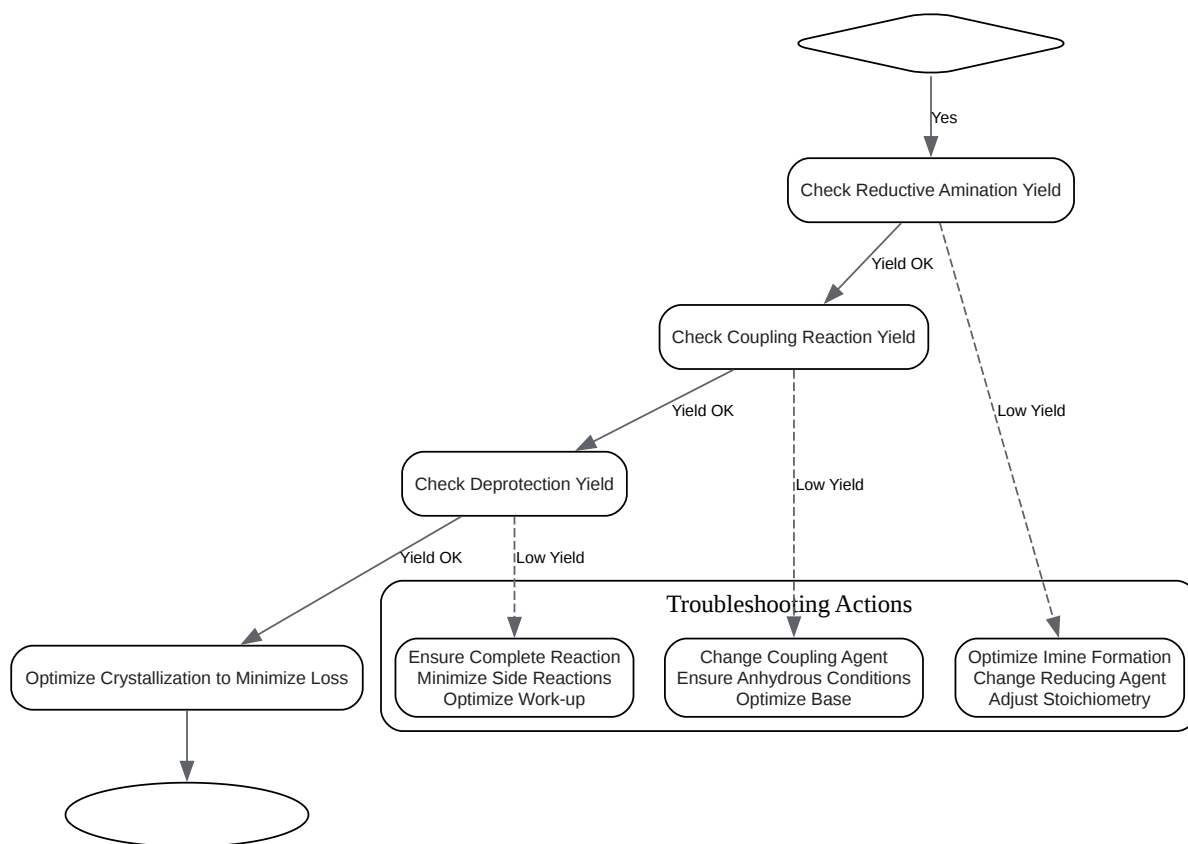 Yes
Check Reductive Amination Yield
Yield OK
Check Coupling Reaction Yield
Yield OK
Low Yield
Check Deprotection Yield
Low Yield
Yield OK
Low Yield
Troubleshooting Actions
Optimize Crystallization to Minimize Loss
Ensure Complete Reaction
Minimize Side Reactions
Optimize Work-up
Change Coupling Agent
Ensure Anhydrous Conditions
Optimize Base
Optimize Imine Formation
Change Reducing Agent
Adjust Stoichiometry